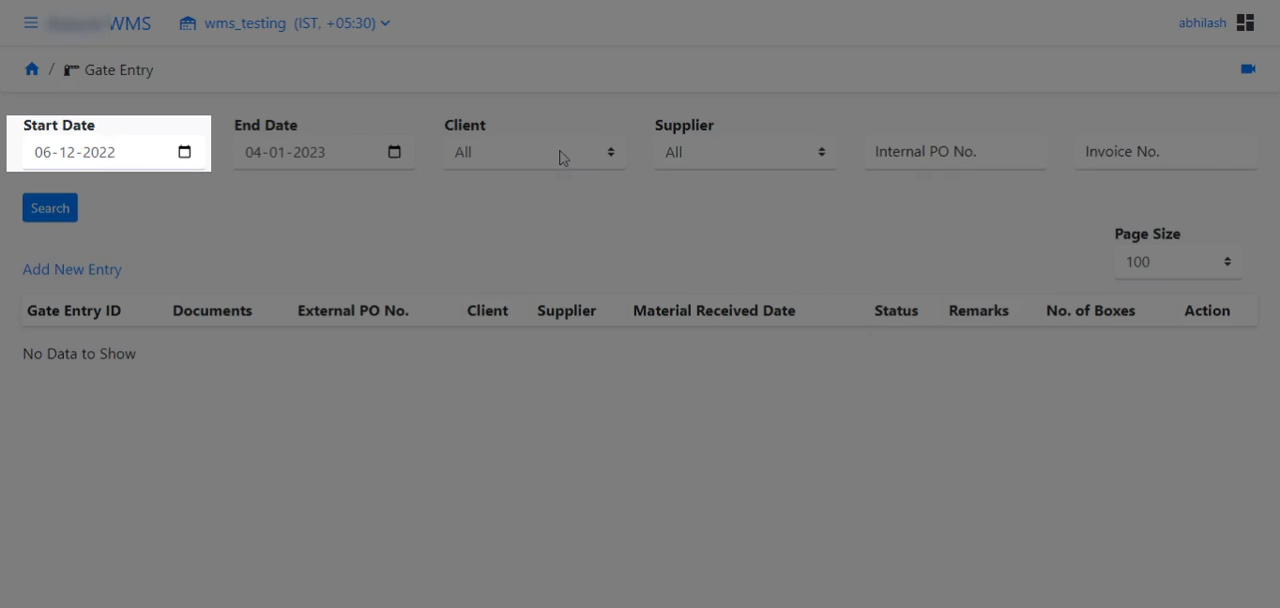 WMS wms_testing (IST, +05:30) abhilash
/ Gate Entry
Start Date End Date Client Supplier
06-12-2022 04-01-2023 All All Internal PO No. Invoice No.
Search
Page Size
100
Add New Entry
Gate Entry ID Documents External PO No. Client Supplier Material Received Date Status Remarks No. of Boxes Action
No Data to Show